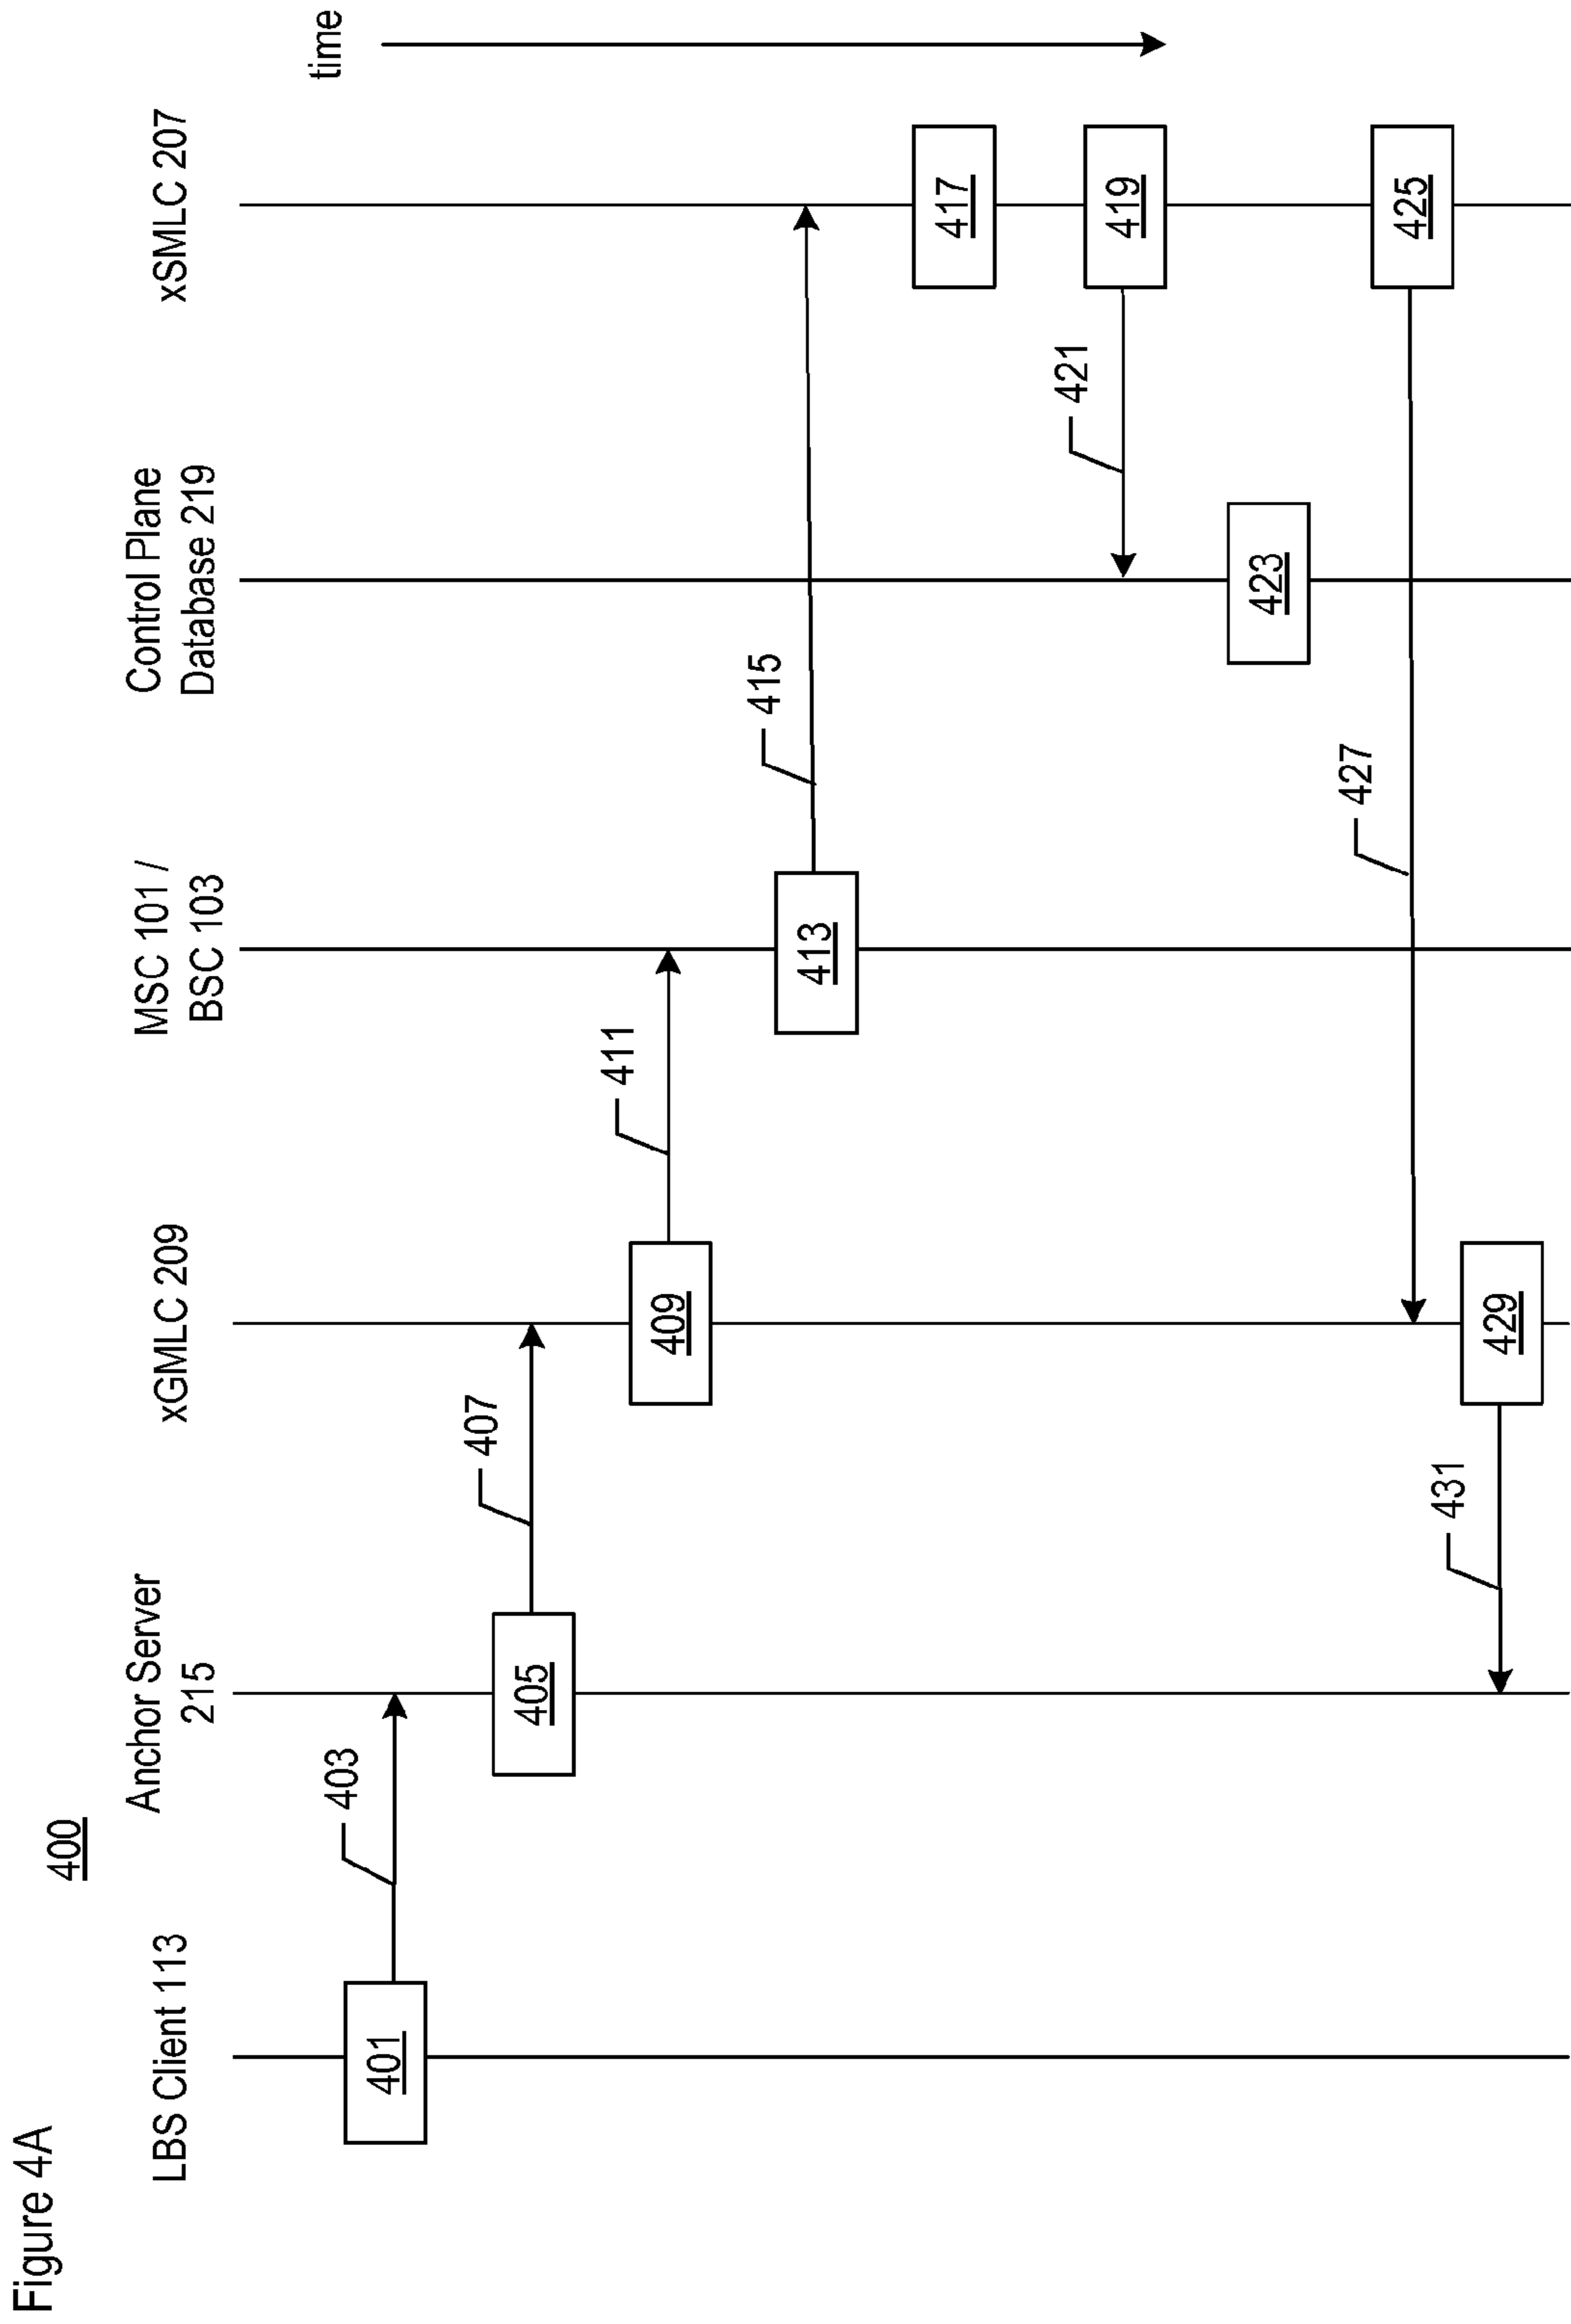 Figure 4A
400
LBS Client 113
Anchor Server
215
xGMLC 209
MSC 101 /
BSC 103
Control Plane
Database 219
xSMLC 207
time
401
403
405
407
409
411
413
415
417
419
421
423
425
427
429
431